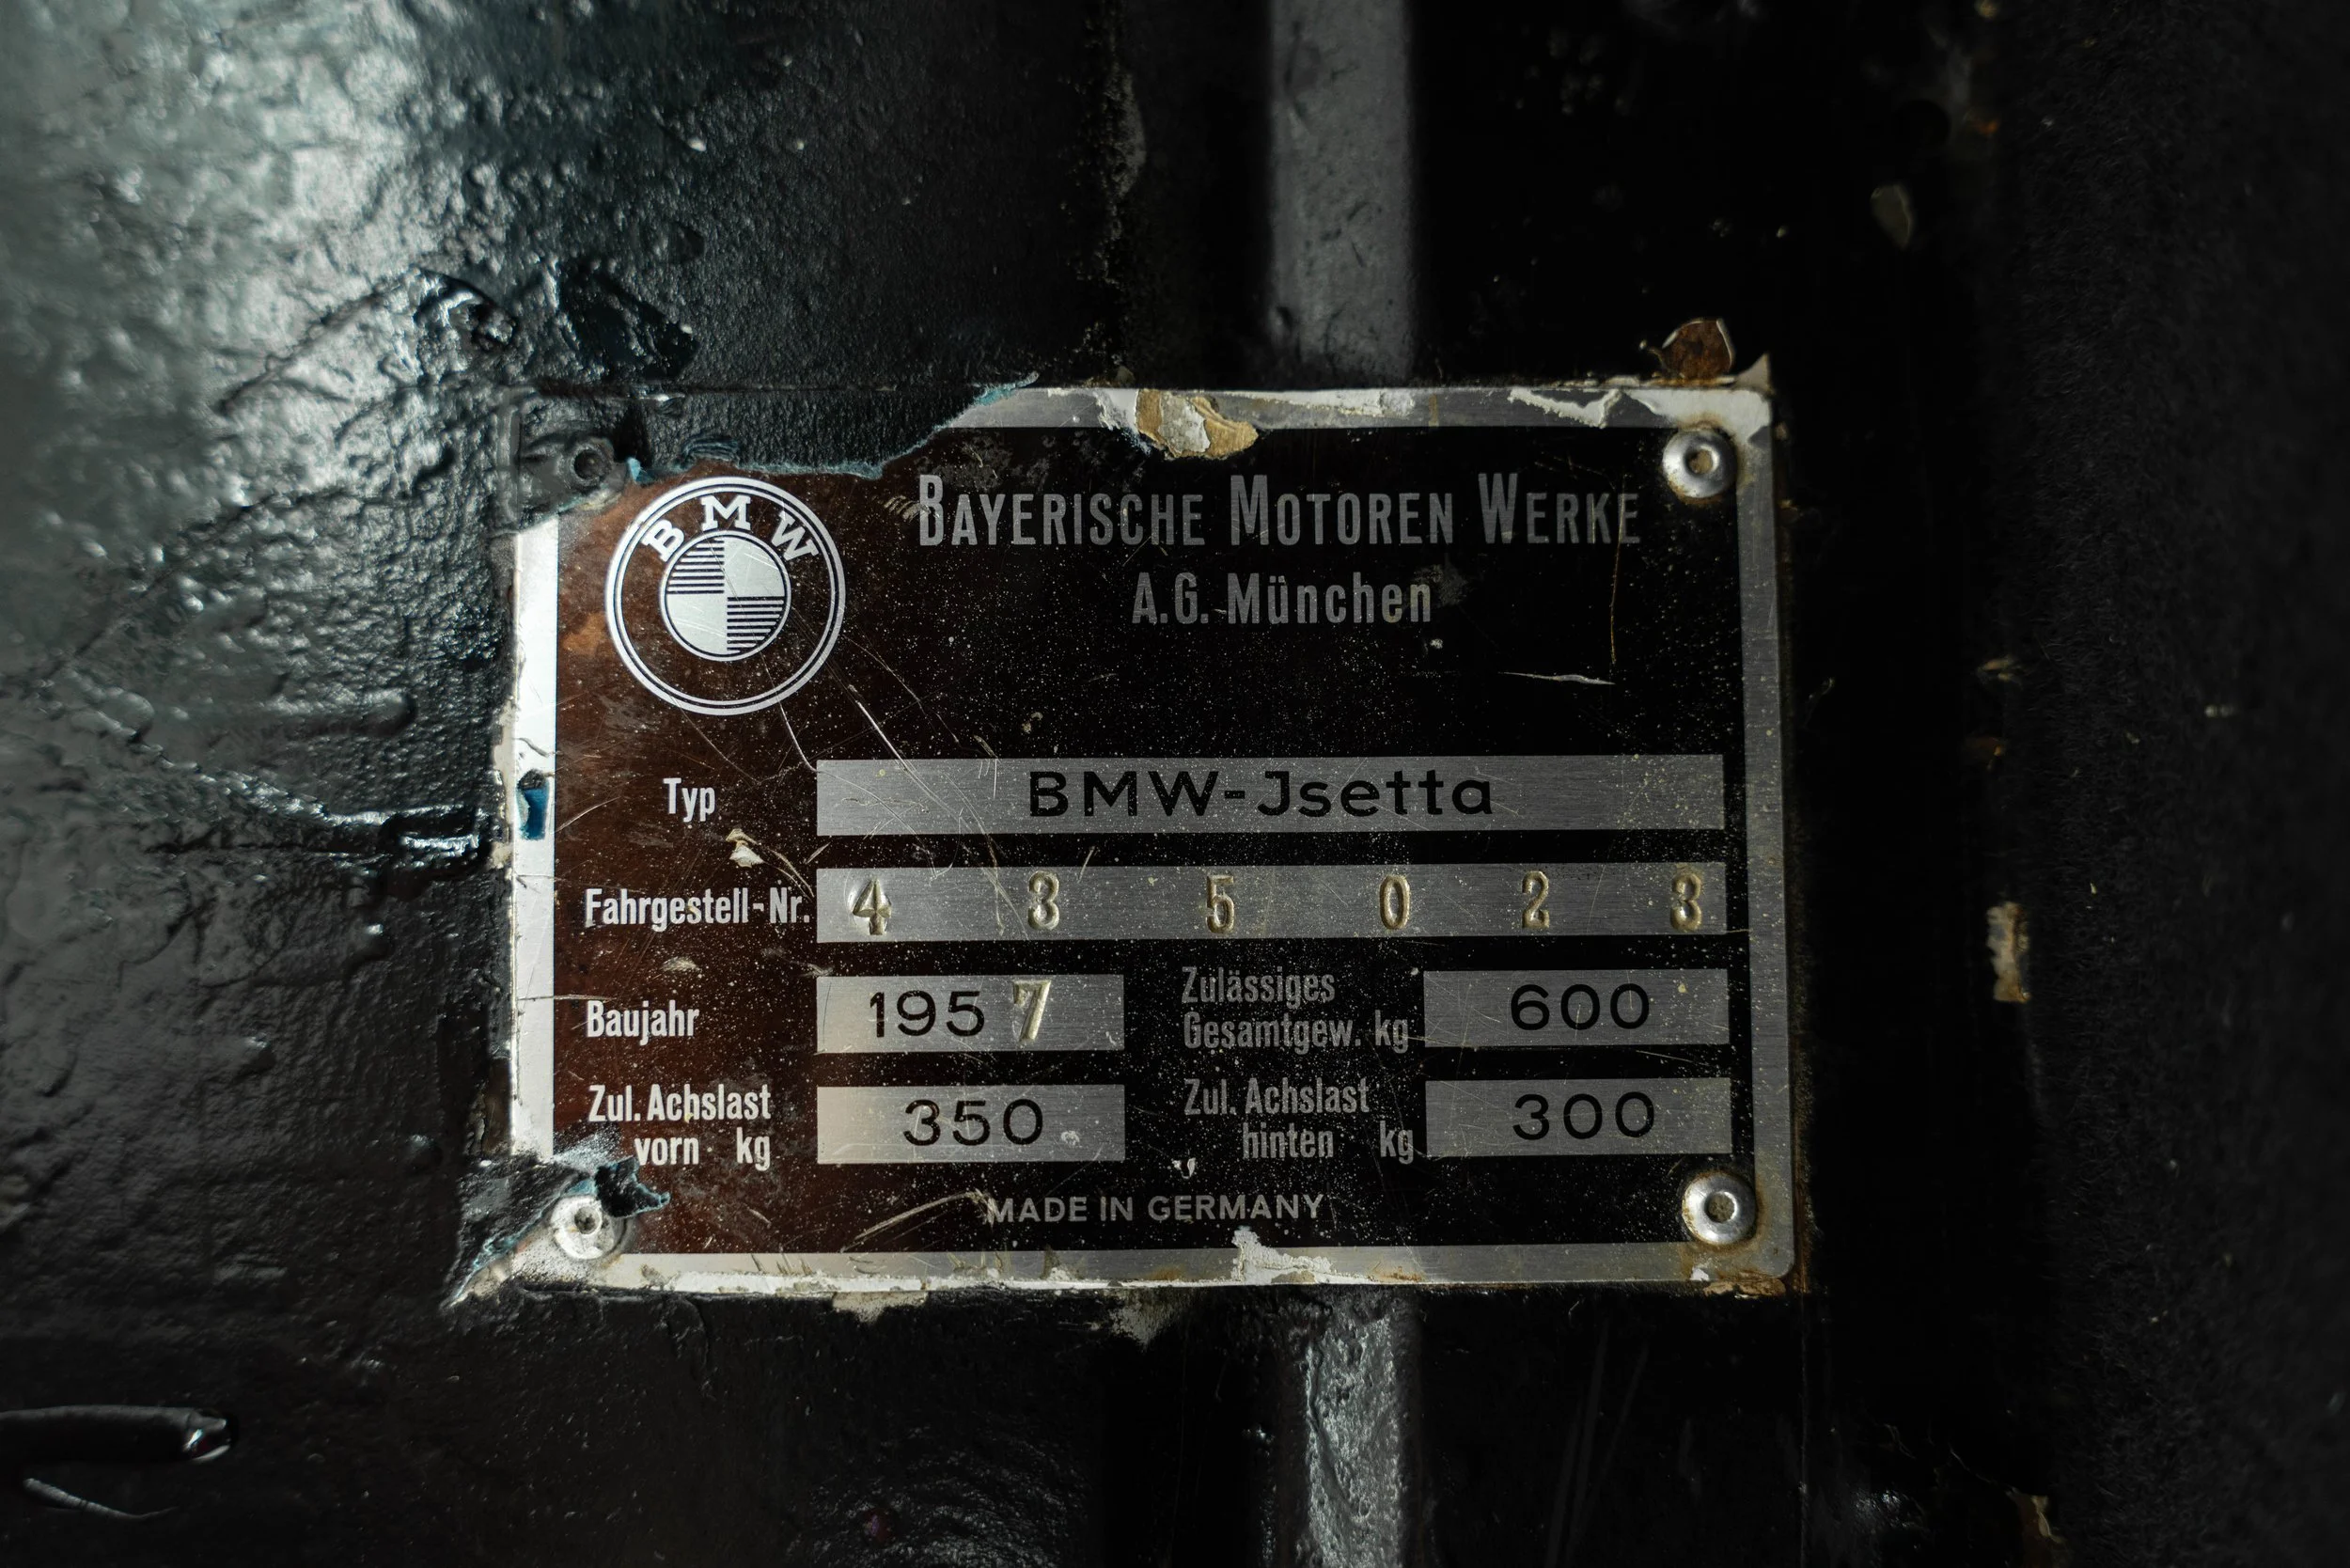 BMW
BAYERISCHE MOTOREN WERKE
A.G. München
Typ BMW-Jsetta
Fahrgestell-Nr. 4 3 5 0 2 3
Baujahr 1957
Zulässiges
Gesamtgew. kg 600
Zul. Achslast
vorn kg 350
Zul. Achslast
hinten kg 300
MADE IN GERMANY